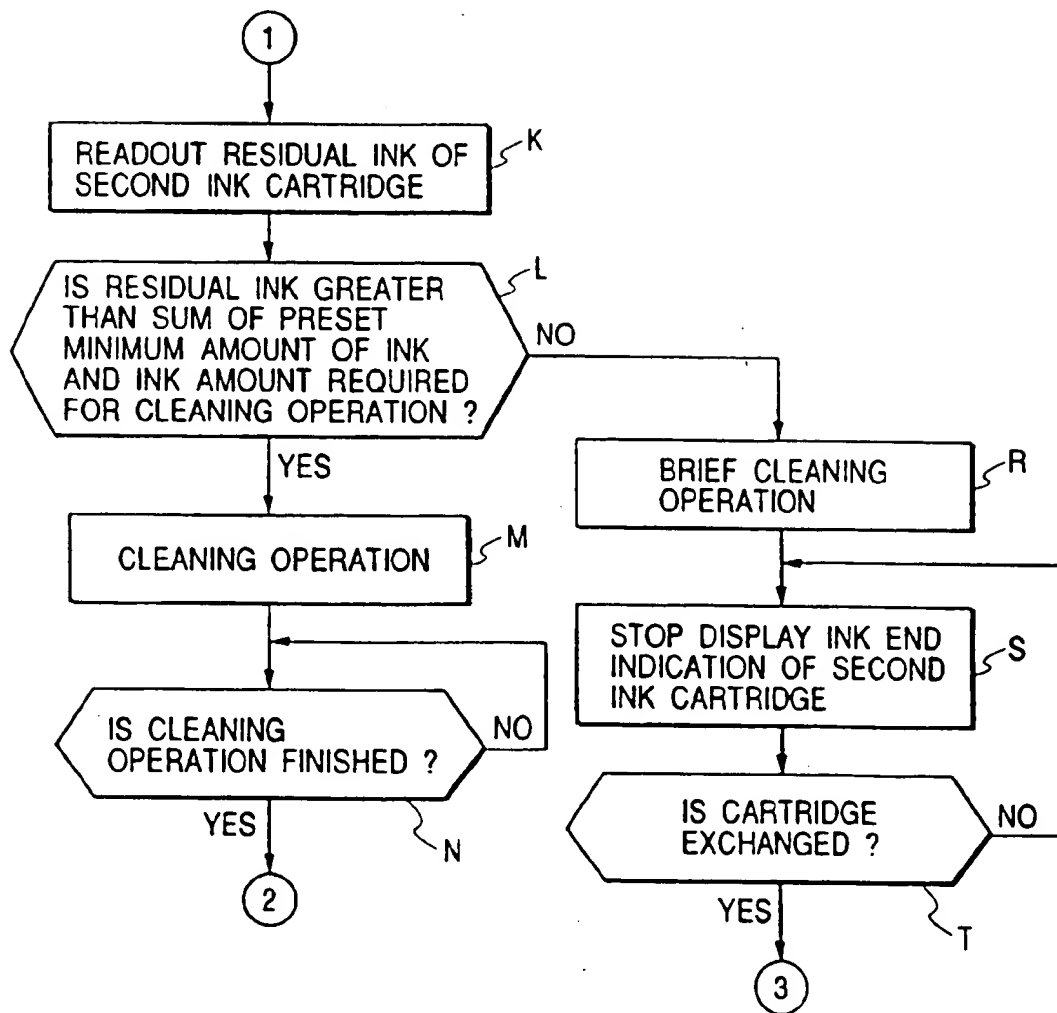 1
READOUT RESIDUAL INK OF
SECOND INK CARTRIDGE
K
IS RESIDUAL INK GREATER
THAN SUM OF PRESET
MINIMUM AMOUNT OF INK
AND INK AMOUNT REQUIRED
FOR CLEANING OPERATION ?
L
NO
YES
CLEANING OPERATION
M
IS CLEANING
OPERATION FINISHED ?
NO
N
YES
2
BRIEF CLEANING
OPERATION
R
STOP DISPLAY INK END
INDICATION OF SECOND
INK CARTRIDGE
S
IS CARTRIDGE
EXCHANGED ?
NO
T
YES
3